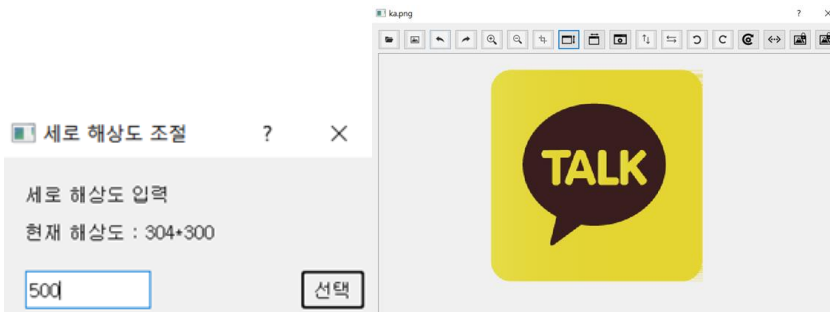 세로 해상도 조절
?
세로 해상도 입력
현재 해상도 : 304*300
500
선택
ka.png
?
TALK